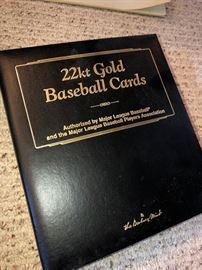 22kt Gold
Baseball Cards
Authorized by Major League Baseball®
and the Major League Baseball Players Association
The Danbury Mint